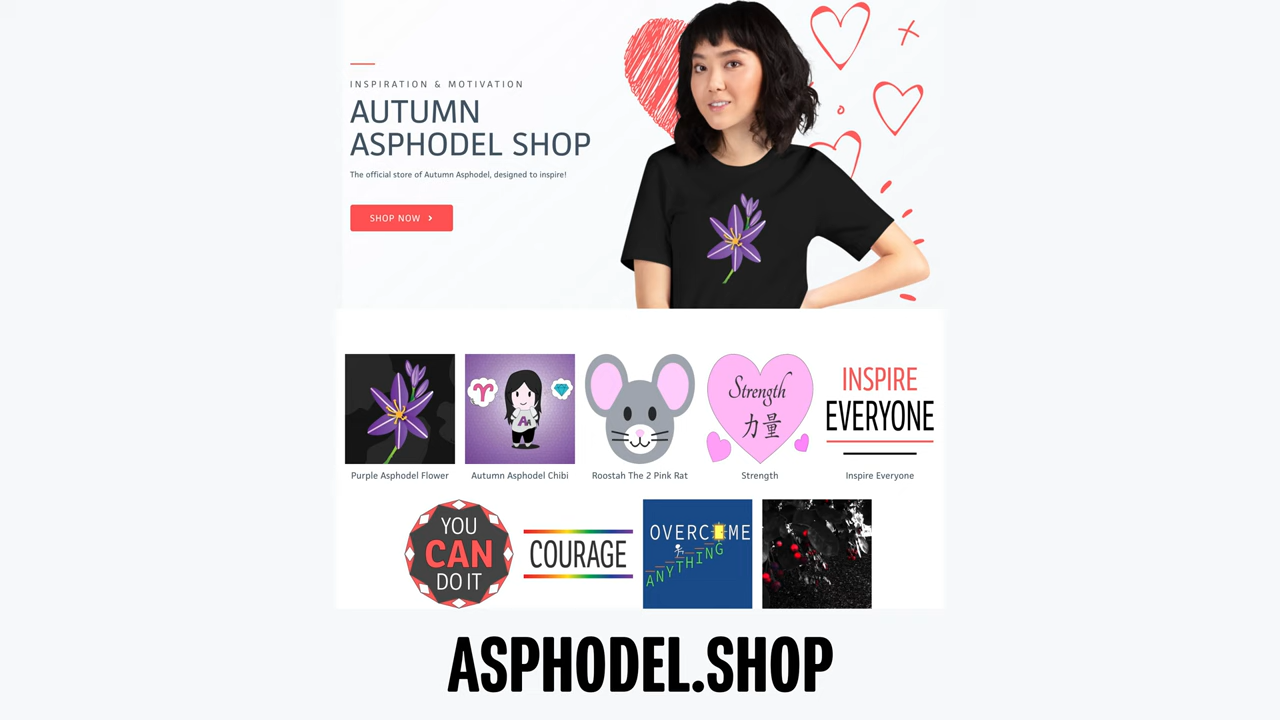 INSPIRATION & MOTIVATION
AUTUMN
ASPHODEL SHOP
The official store of Autumn Asphodel, designed to inspire!
SHOP NOW
Strength
力量
INSPIRE
EVERYONE
AA
Purple Asphodel Flower
Autumn Asphodel Chibi
Roostah The 2 Pink Rat
Strength
Inspire Everyone
YOU
CAN
DO IT
COURAGE
OVERCOME
ANYTHING
ASPHODEL.SHOP